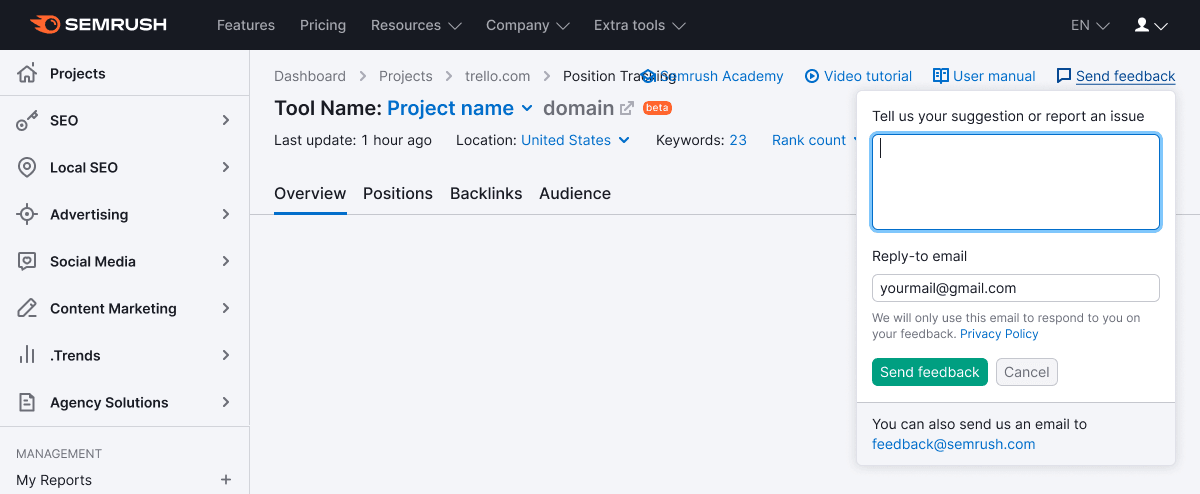 SEMRUSH Features Pricing Resources Company Extra tools EN
Projects
SEO
Local SEO
Advertising
Social Media
Content Marketing
.Trends
Agency Solutions
MANAGEMENT
My Reports +
Dashboard > Projects > trello.com > Position Tracking Semrush Academy Video tutorial User manual Send feedback
Tool Name: Project name domain beta
Last update: 1 hour ago Location: United States Keywords: 23 Rank count
Overview Positions Backlinks Audience
Tell us your suggestion or report an issue
Reply-to email
yourmail@gmail.com
We will only use this email to respond to you on
your feedback. Privacy Policy
Send feedback Cancel
You can also send us an email to
feedback@semrush.com